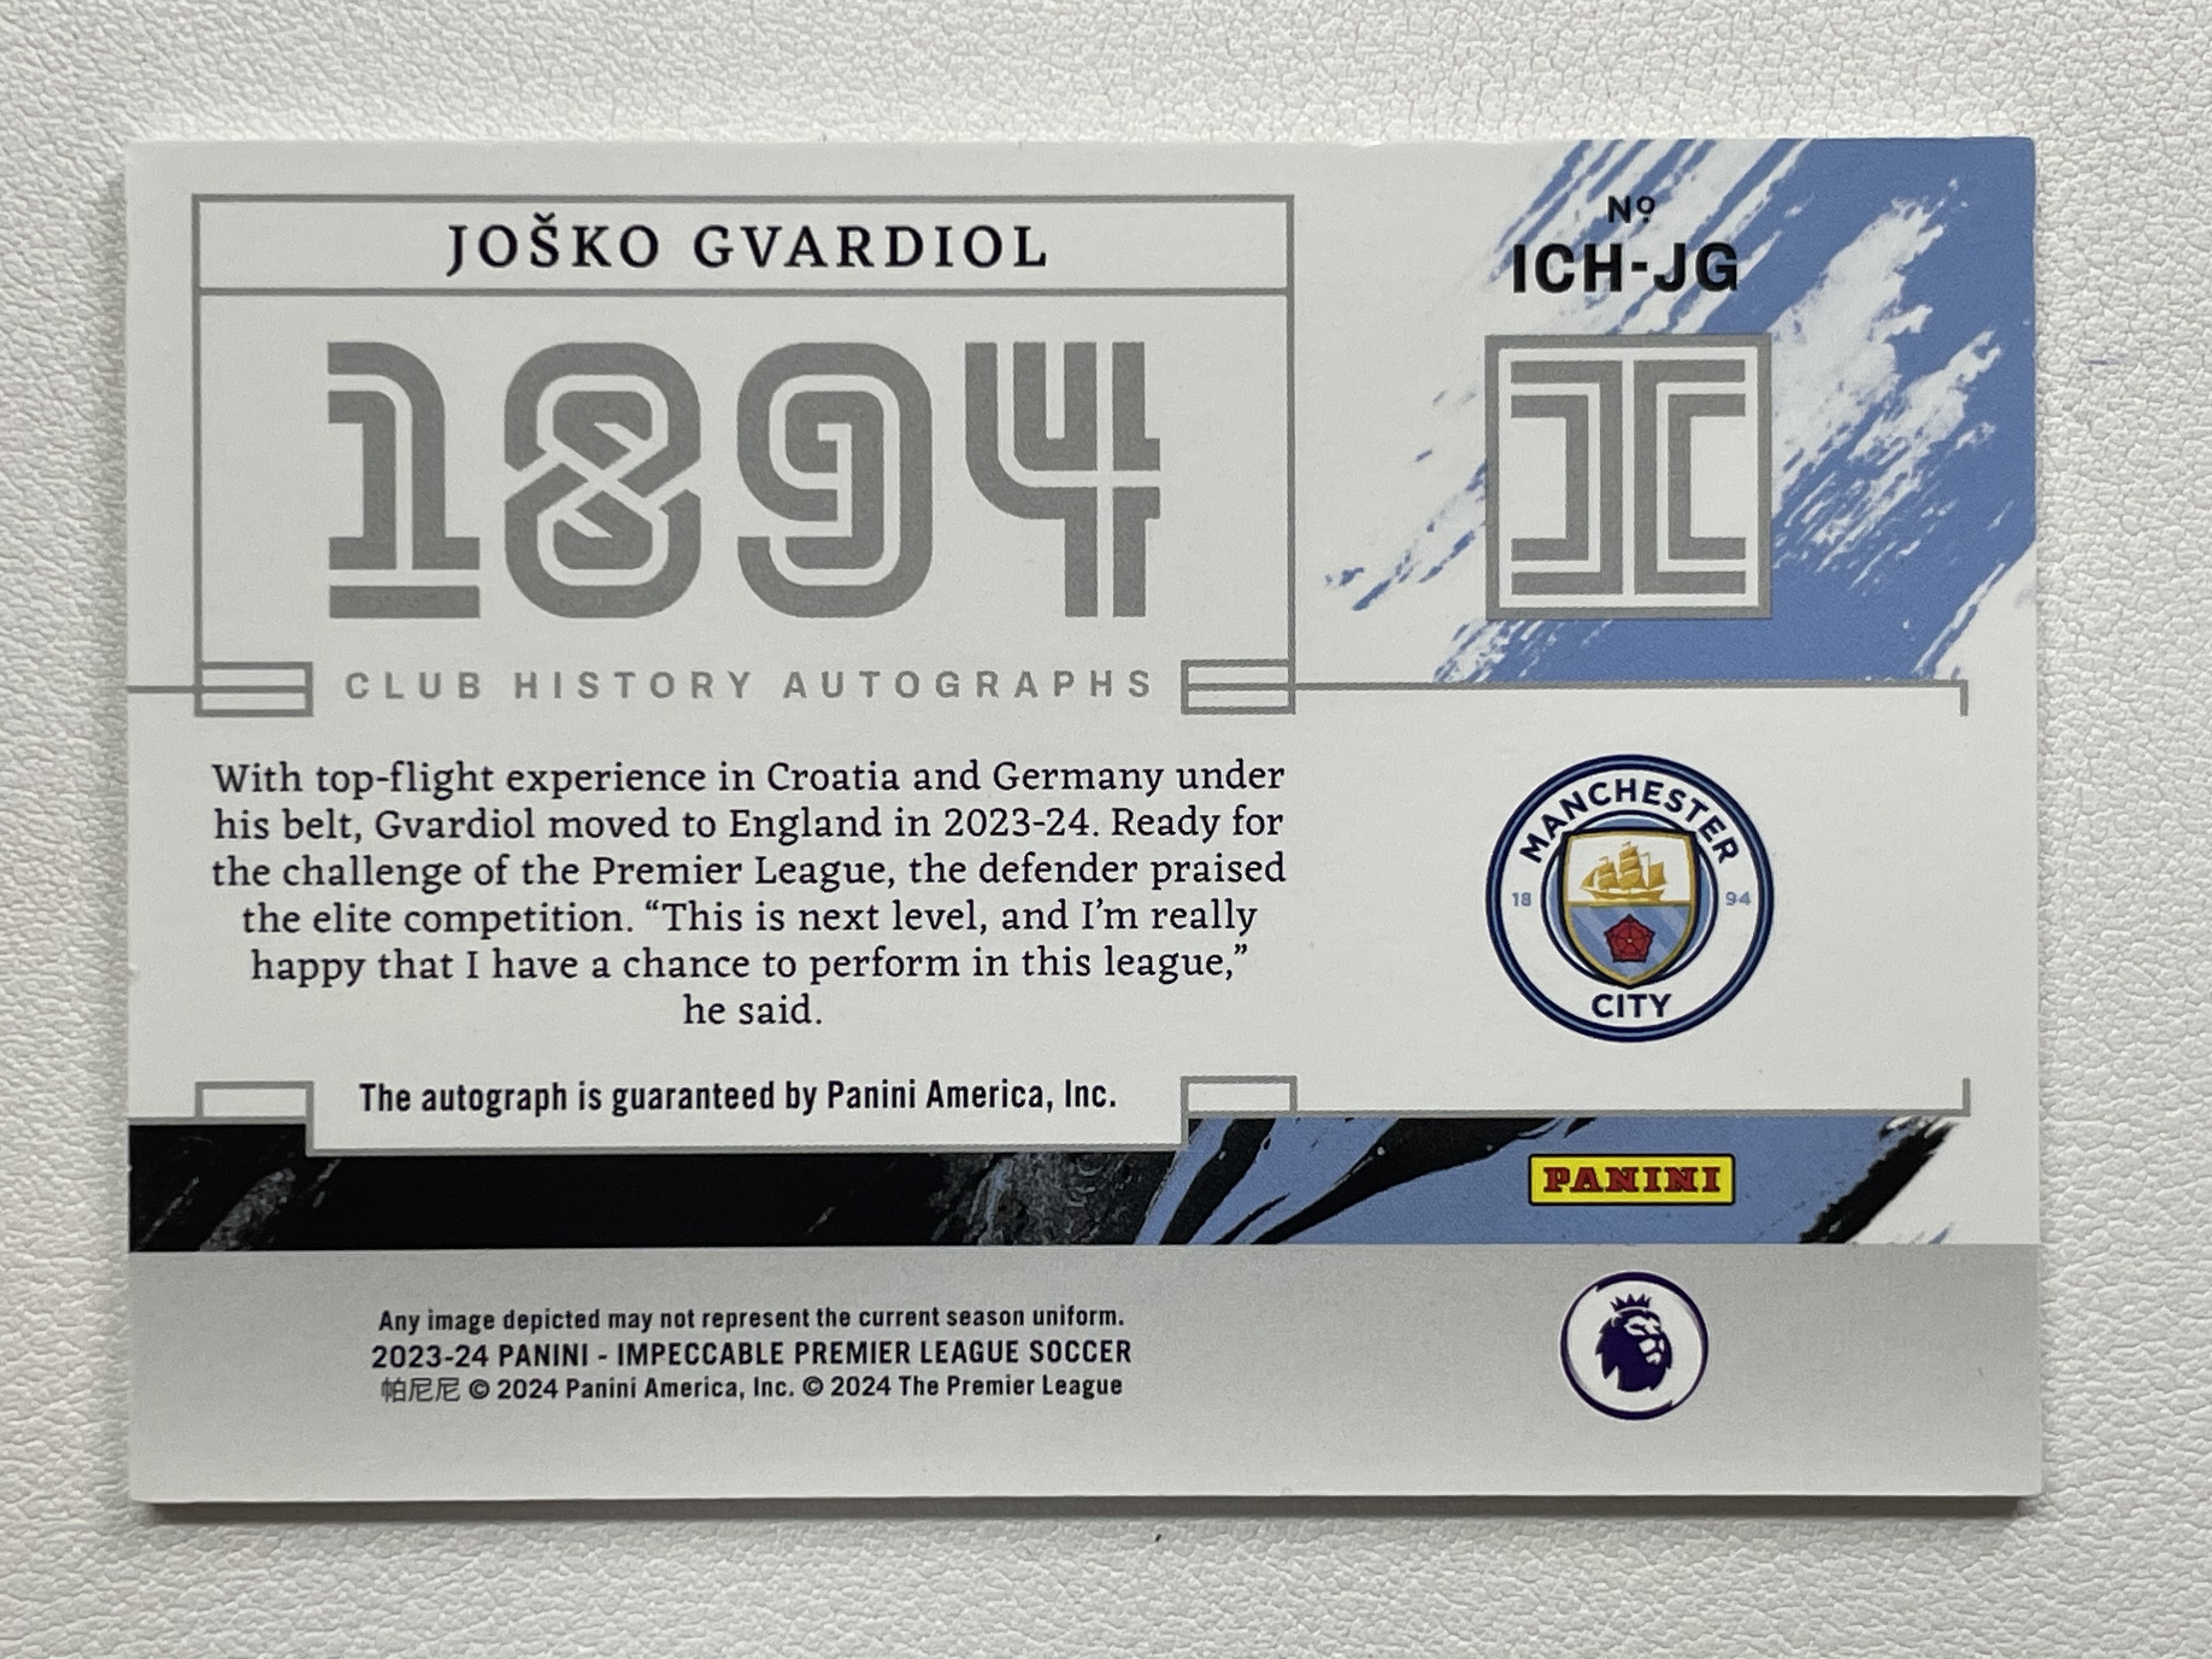 JOŠKO GVARDIOL
1894
CLUB HISTORY AUTOGRAPHS
Nº
ICH-JG
IC
With top-flight experience in Croatia and Germany under
his belt, Gvardiol moved to England in 2023-24. Ready for
the challenge of the Premier League, the defender praised
the elite competition. “This is next level, and I’m really
happy that I have a chance to perform in this league,”
he said.
MANCHESTER
18 94
CITY
The autograph is guaranteed by Panini America, Inc.
PANINI
Any image depicted may not represent the current season uniform.
2023-24 PANINI - IMPECCABLE PREMIER LEAGUE SOCCER
帕尼尼 © 2024 Panini America, Inc. © 2024 The Premier League